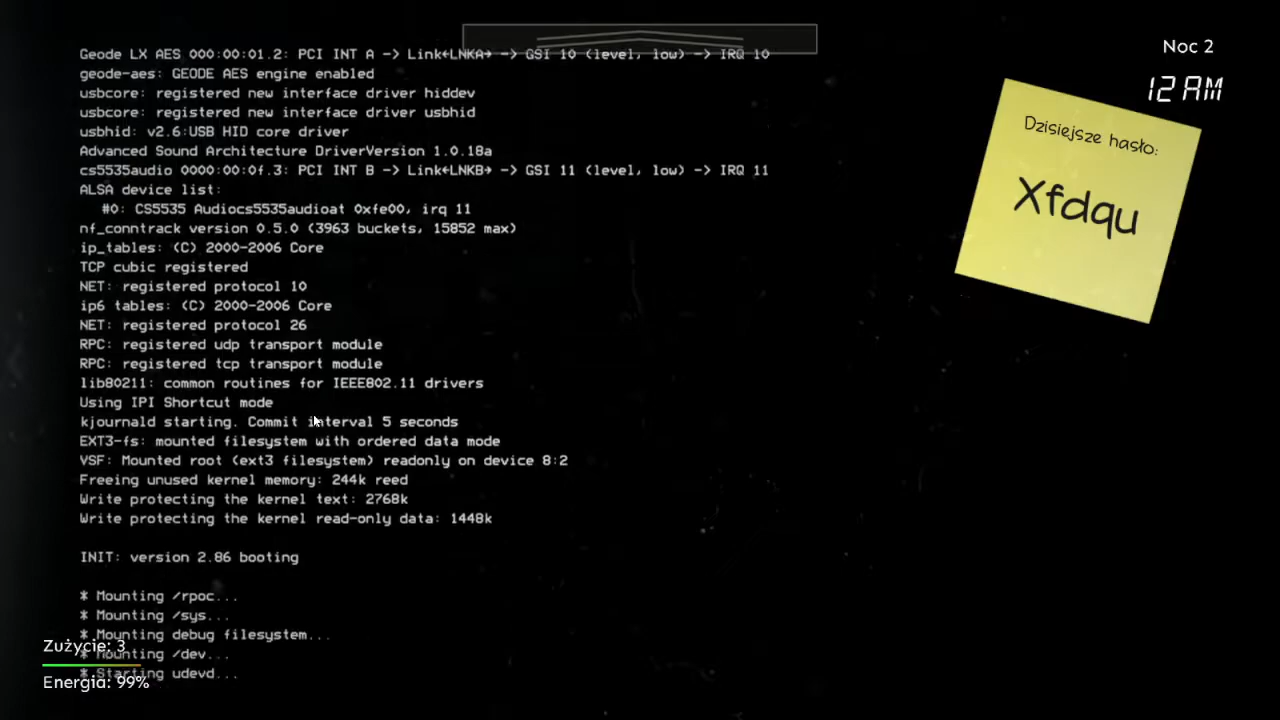 Geode LX AES 000:00:01.2: PCI INT A -> Link←LNKA→ -> GSI 10 (level, low) -> IRQ 10
geode-aes: GEODE AES engine enabled
usbcore: registered new interface driver hiddev
usbcore: registered new interface driver usbhid
usbhid: v2.6:USB HID core driver
Advanced Sound Architecture DriverVersion 1.0.18a
cs5535audio 0000:00:0f.3: PCI INT B -> Link←LNKB→ -> GSI 11 (level, low) -> IRQ 11
ALSA device list:
#0: CS5535 Audiocs5535audioat 0xfe00, irq 11
nf_conntrack version 0.5.0 (3963 buckets, 15852 max)
ip_tables: (C) 2000-2006 Core
TCP cubic registered
NET: registered protocol 10
ip6 tables: (C) 2000-2006 Core
NET: registered protocol 26
RPC: registered udp transport module
RPC: registered tcp transport module
lib80211: common routines for IEEE802.11 drivers
Using IPI Shortcut mode
kjournald starting. Commit interval 5 seconds
EXT3-fs: mounted filesystem with ordered data mode
VSF: Mounted root (ext3 filesystem) readonly on device 8:2
Freeing unused kernel memory: 244k reed
Write protecting the kernel text: 2768k
Write protecting the kernel read-only data: 1448k
INIT: version 2.86 booting
* Mounting /rpoc...
* Mounting /sys...
* Mounting debug filesystem...
* Mounting /dev...
* Starting udevd...
Zużycie: 3
Energia: 99%
Noc 2
12 AM
Dzisiejsze hasło:
Xfdqu